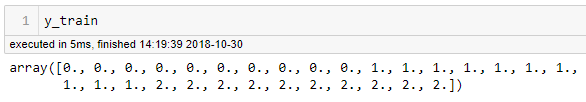 1 y_train
executed in 5ms, finished 14:19:39 2018-10-30
array([0., 0., 0., 0., 0., 0., 0., 0., 0., 0., 1., 1., 1., 1., 1., 1., 1.,
1., 1., 1., 2., 2., 2., 2., 2., 2., 2., 2., 2., 2.])